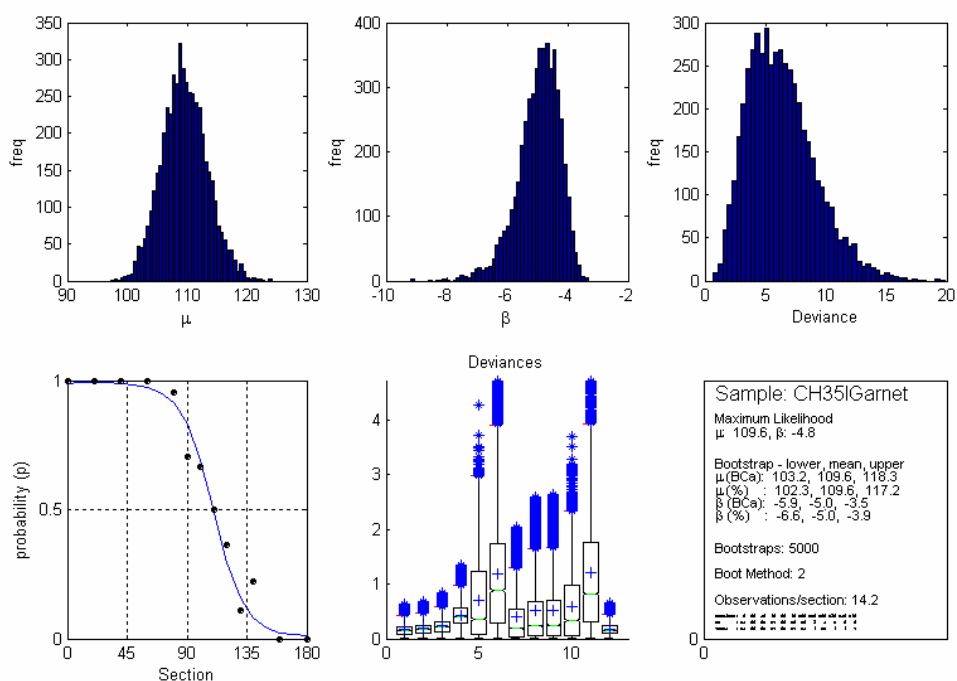 350
300
250
200
150
100
50
0
freq
90 100 110 120 130
μ
400
300
200
100
0
freq
-10 -8 -6 -4 -2
β
300
250
200
150
100
50
0
freq
0 5 10 15 20
Deviance
1
0.5
0
probability (p)
0 45 90 135 180
Section
Deviances
4
3
2
1
0
0 5 10
Sample: CH35IGarnet
Maximum Likelihood
μ: 109.6, β: -4.8
Bootstrap - lower, mean, upper
μ(BCa): 103.2, 109.6, 118.3
μ(%) : 102.3, 109.6, 117.2
β (BCa): -5.9, -5.0, -3.5
β (%) : -6.6, -5.0, -3.9
Bootstraps: 5000
Boot Method: 2
Observations/section: 14.2
0
0